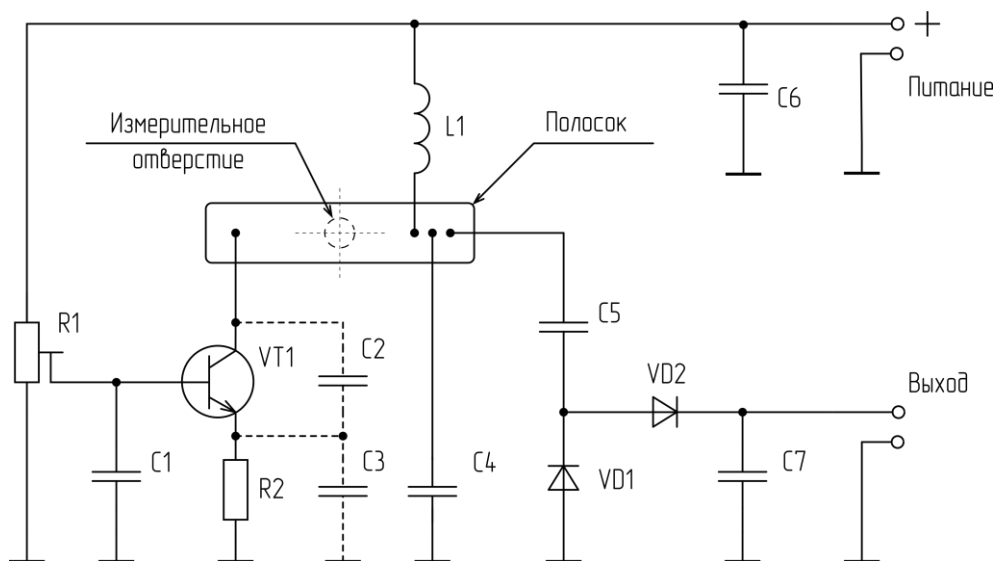 +
Питание
C6
L1
Измерительное
отверстие
Полосок
R1
VT1
C2
C5
VD2
Выход
C1
R2
C3
C4
VD1
C7